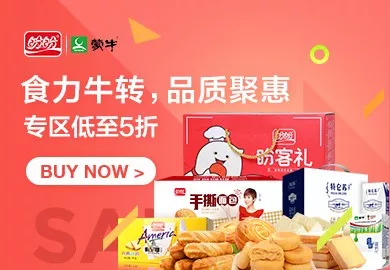 盼盼 蒙牛
食力牛转，品质聚惠
专区低至5折
BUY NOW >
盼盼
盼客礼
手撕面包
特仑苏
America
SA